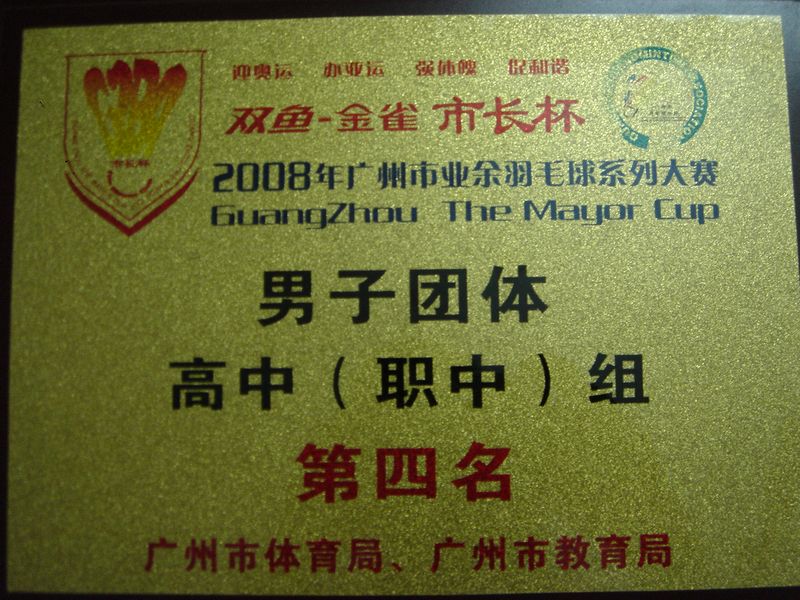 迎奥运 办亚运 强体魄 促和谐
双鱼-金雀 市长杯
2008年广州市业余羽毛球系列大赛
GuangZhou The Mayor Cup
市长杯
男子团体
高中（职中）组
第四名
广州市体育局、广州市教育局